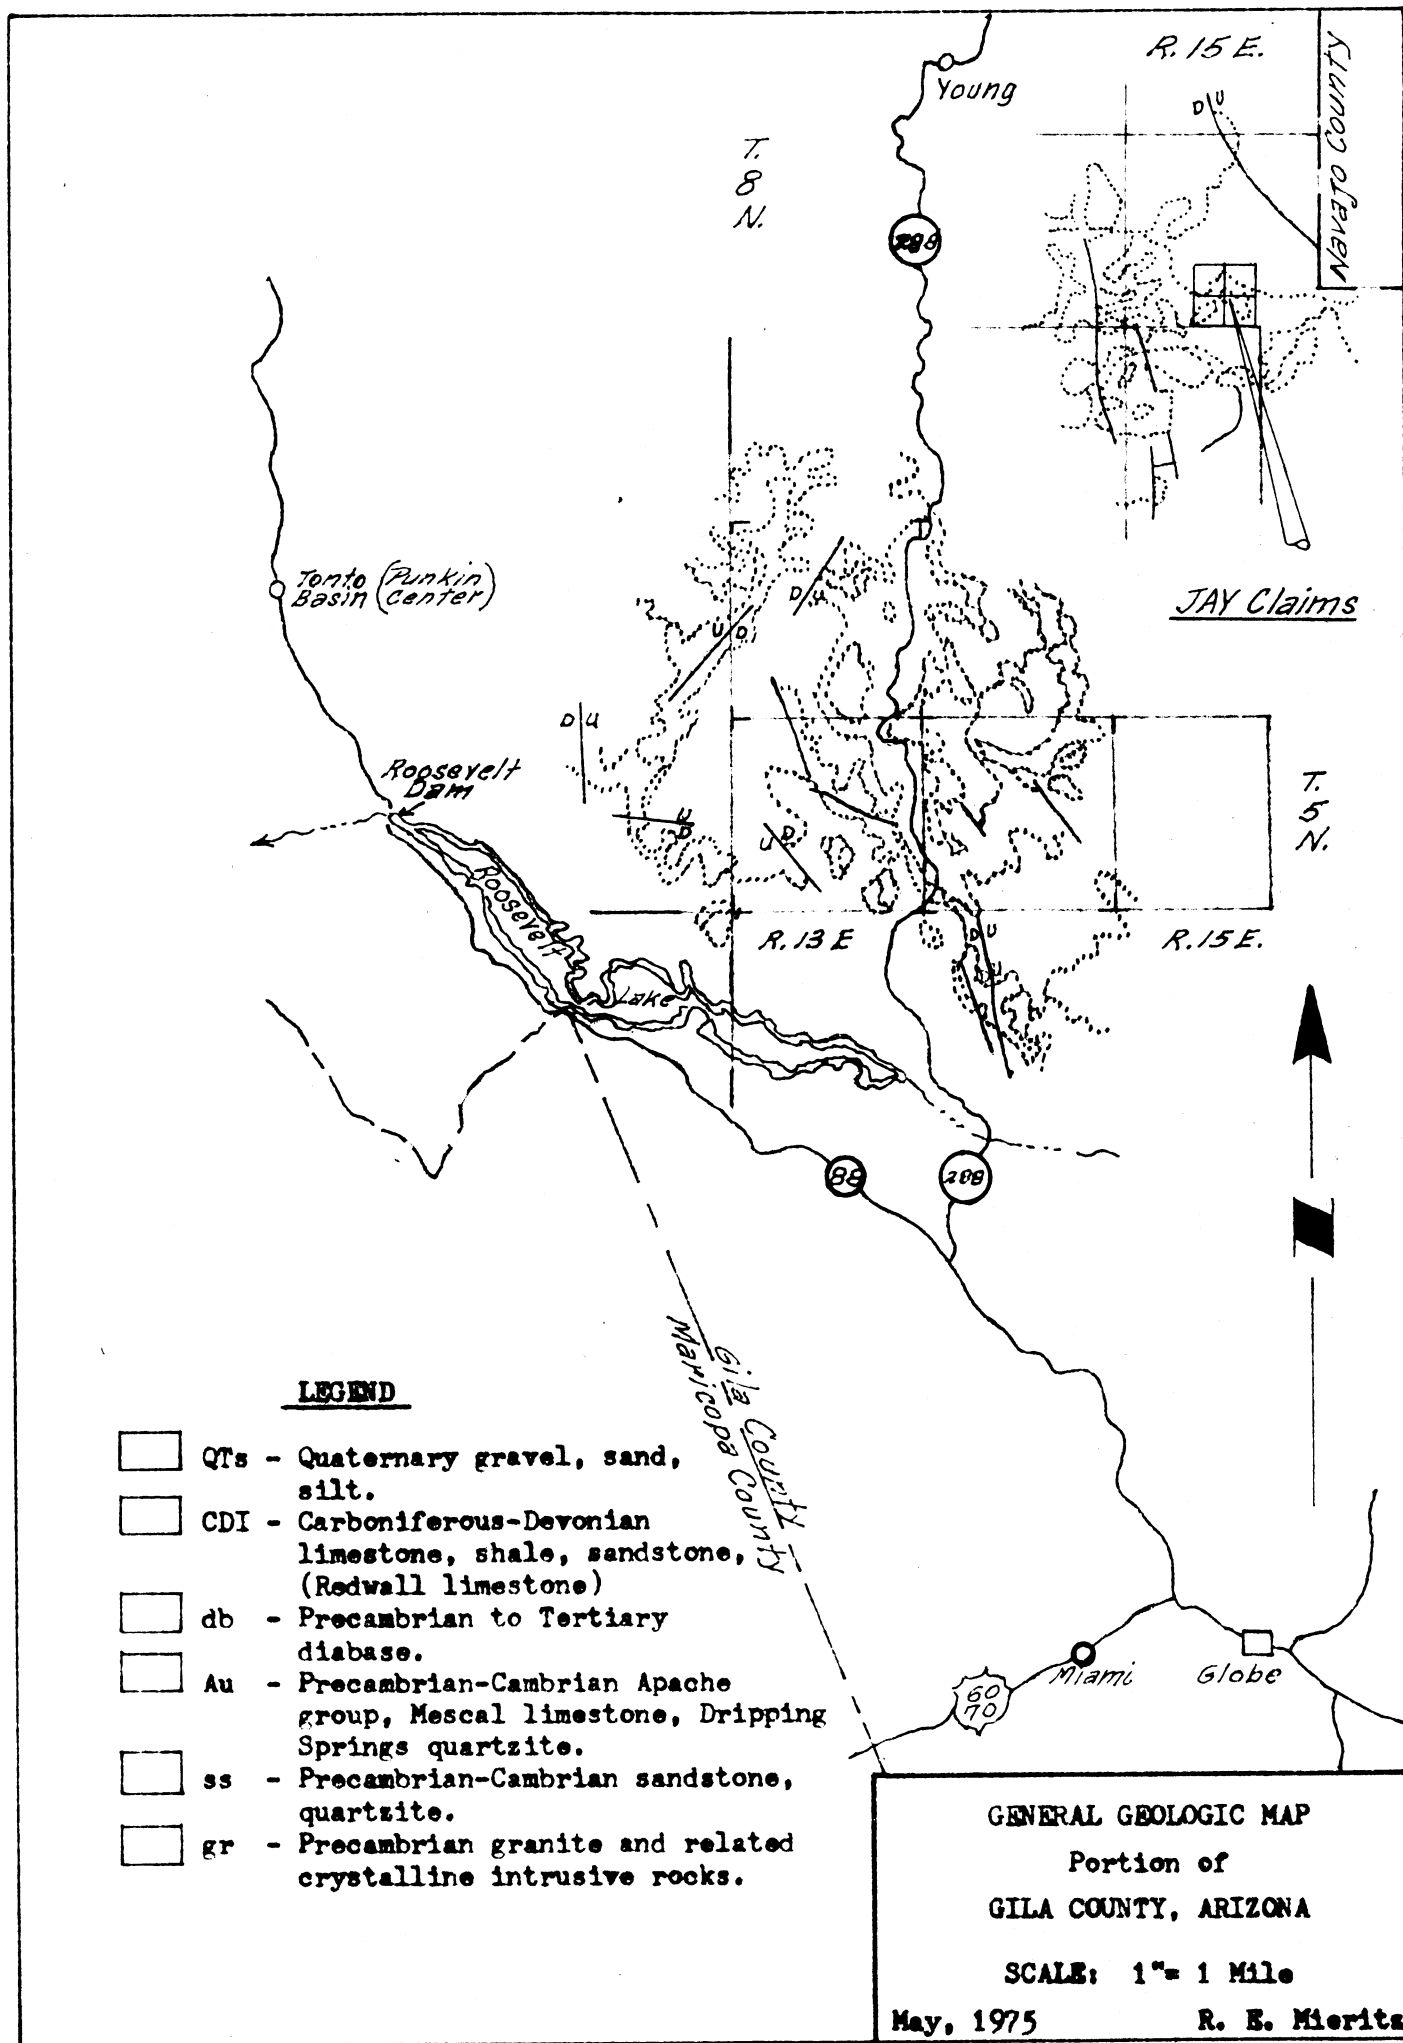 R. 15 E.
Navajo County
Young
D U
T.
8
N.
288
Tonto (Punkin
Basin Center)
JAY Claims
D/U
U/D
D U
Roosevelt
Dam
U
D
U D
T.
5
N.
Roosevelt
Lake
R. 13 E
R. 15 E.
D U
D U
88
288
Gila County
Maricopa County
LEGEND
QTs - Quaternary gravel, sand,
silt.
CDI - Carboniferous-Devonian
limestone, shale, sandstone,
(Redwall limestone)
db - Precambrian to Tertiary
diabase.
Au - Precambrian-Cambrian Apache
group, Mescal limestone, Dripping
Springs quartzite.
ss - Precambrian-Cambrian sandstone,
quartzite.
gr - Precambrian granite and related
crystalline intrusive rocks.
Miami
Globe
60
70
GENERAL GEOLOGIC MAP
Portion of
GILA COUNTY, ARIZONA
SCALE: 1"= 1 Mile
May, 1975 R. E. Mieritz